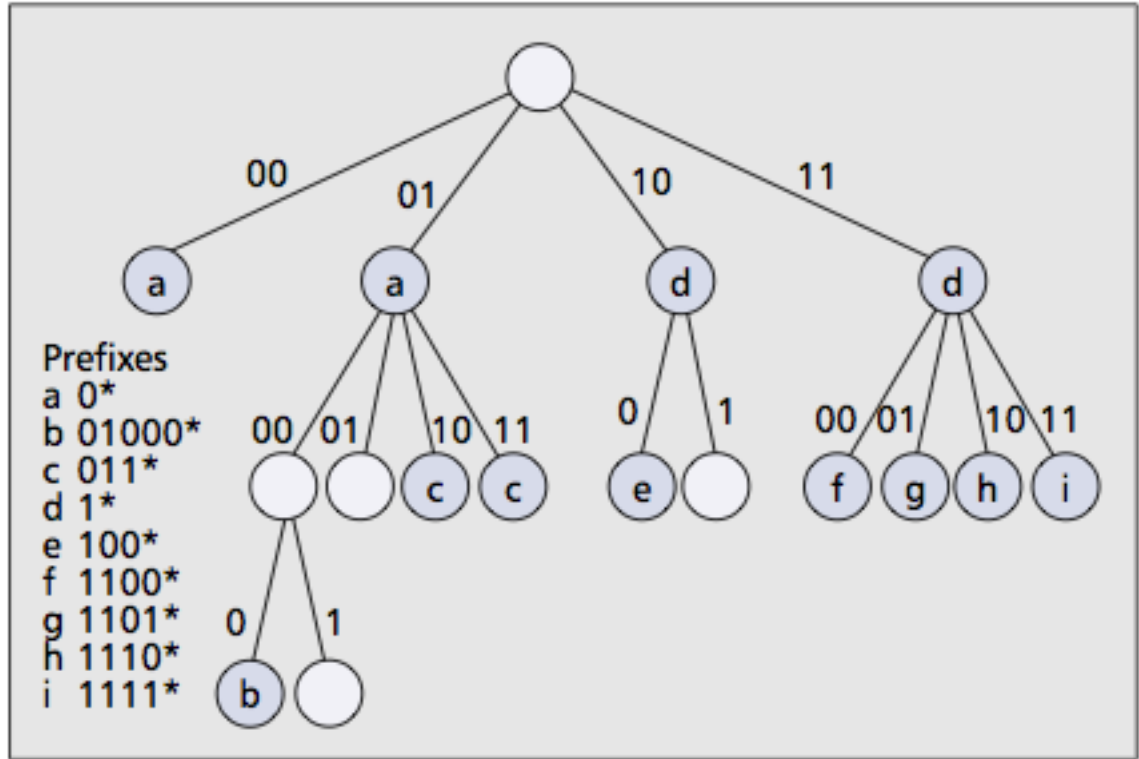 00
01
10
11
a
a
d
d
Prefixes
a 0*
b 01000*
c 011*
d 1*
e 100*
f 1100*
g 1101*
h 1110*
i 1111*
00 01 10 11
0 1
00 01 10 11
c c e f g h i
0 1
b